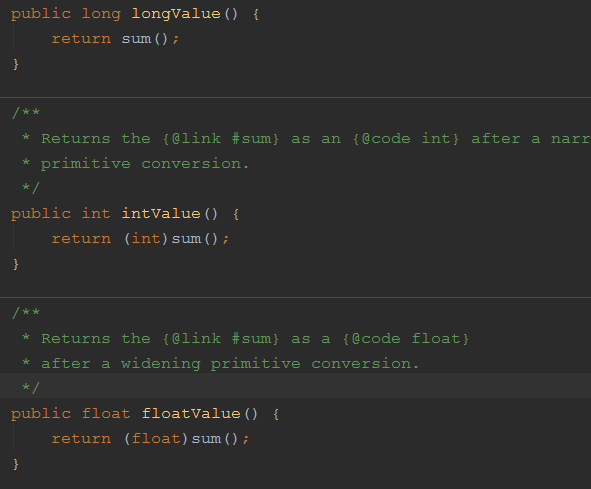 public long longValue() {
return sum();
}
/**
* Returns the {@link #sum} as an {@code int} after a narr
* primitive conversion.
*/
public int intValue() {
return (int)sum();
}
/**
* Returns the {@link #sum} as a {@code float}
* after a widening primitive conversion.
*/
public float floatValue() {
return (float)sum();
}